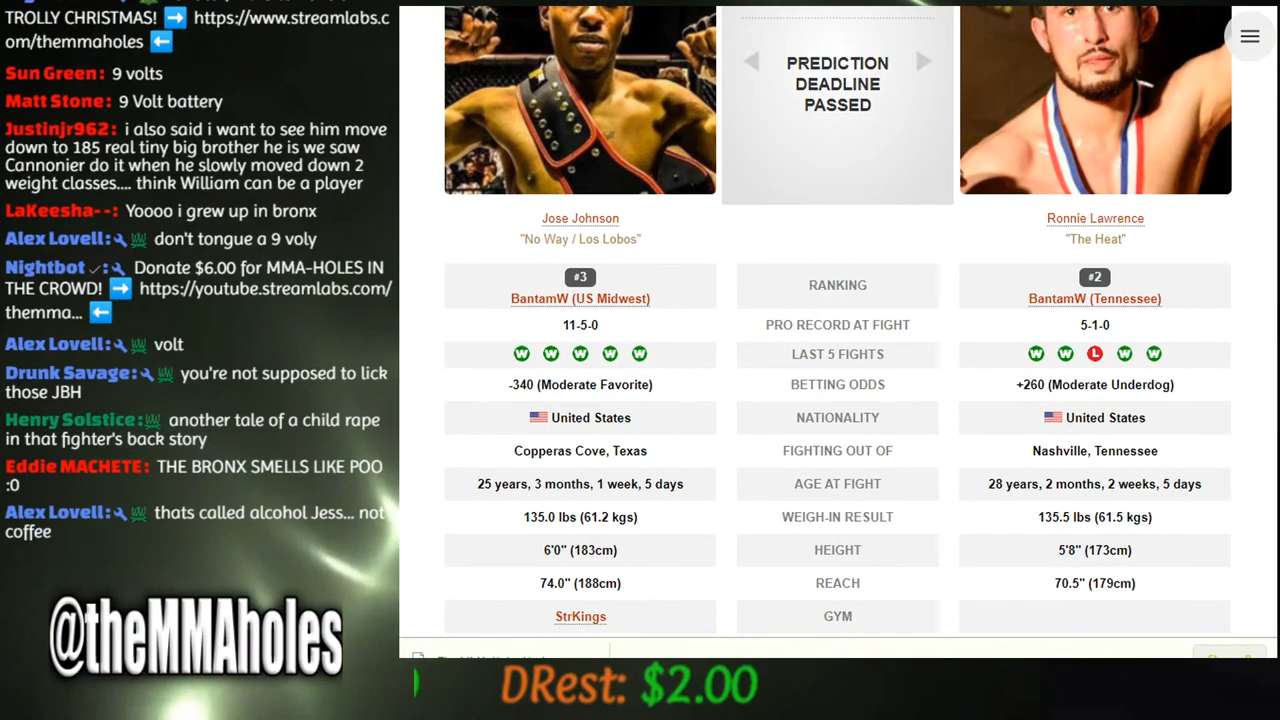 TROLLY CHRISTMAS! ➡️ https://www.streamlabs.c
om/themmaholes ⬅️
Sun Green: 9 volts
Matt Stone: 9 Volt battery
Justinjr962: i also said i want to see him move
down to 185 real tiny big brother he is we saw
Cannonier do it when he slowly moved down 2
weight classes.... think William can be a player
LaKeesha--: Yoooo i grew up in bronx
Alex Lovell: don't tongue a 9 voly
Nightbot ✓: Donate $6.00 for MMA-HOLES IN
THE CROWD! ➡️ https://youtube.streamlabs.com/
themma... ⬅️
Alex Lovell: volt
Drunk Savage: you're not supposed to lick
those JBH
Henry Solstice: another tale of a child rape
in that fighter's back story
Eddie MACHETE: THE BRONX SMELLS LIKE POO
:0
Alex Lovell: thats called alcohol Jess... not
coffee
@theMMAholes
PREDICTION
DEADLINE
PASSED
Jose Johnson Ronnie Lawrence
"No Way / Los Lobos" "The Heat"
#3 #2
BantamW (US Midwest) RANKING BantamW (Tennessee)
11-5-0 PRO RECORD AT FIGHT 5-1-0
W W W W W LAST 5 FIGHTS W W L W W
-340 (Moderate Favorite) BETTING ODDS +260 (Moderate Underdog)
United States NATIONALITY United States
Copperas Cove, Texas FIGHTING OUT OF Nashville, Tennessee
25 years, 3 months, 1 week, 5 days AGE AT FIGHT 28 years, 2 months, 2 weeks, 5 days
135.0 lbs (61.2 kgs) WEIGH-IN RESULT 135.5 lbs (61.5 kgs)
6'0" (183cm) HEIGHT 5'8" (173cm)
74.0" (188cm) REACH 70.5" (179cm)
StrKings GYM
DRest: $2.00